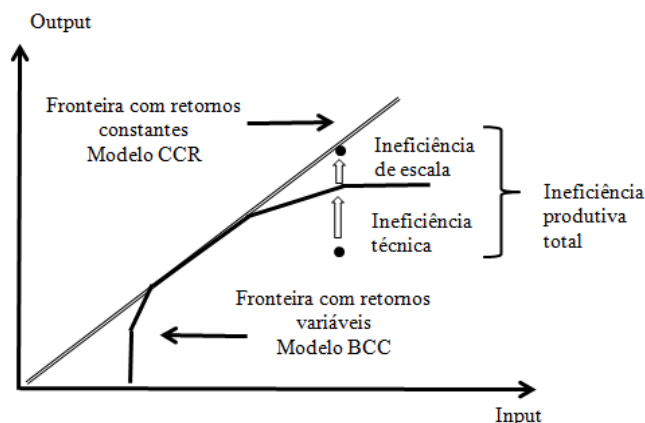 Output
Fronteira com retornos
constantes
Modelo CCR
Ineficiência
de escala
Ineficiência
produtiva
total
Ineficiência
técnica
Fronteira com retornos
variáveis
Modelo BCC
Input